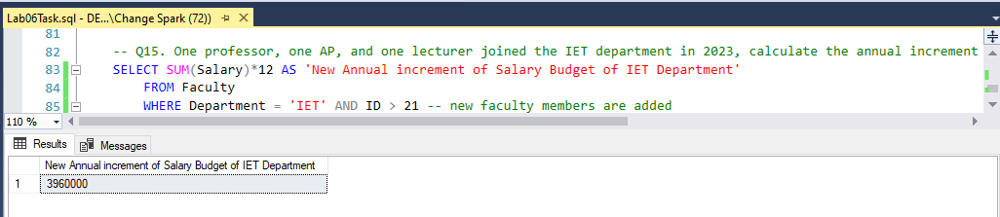 Lab06Task.sql - DE...\Change Spark (72))
81
82 -- Q15. One professor, one AP, and one lecturer joined the IET department in 2023, calculate the annual increment
83 SELECT SUM(Salary)*12 AS 'New Annual increment of Salary Budget of IET Department'
84 FROM Faculty
85 WHERE Department = 'IET' AND ID > 21 -- new faculty members are added
110 %
Results Messages
New Annual increment of Salary Budget of IET Department
1 3960000